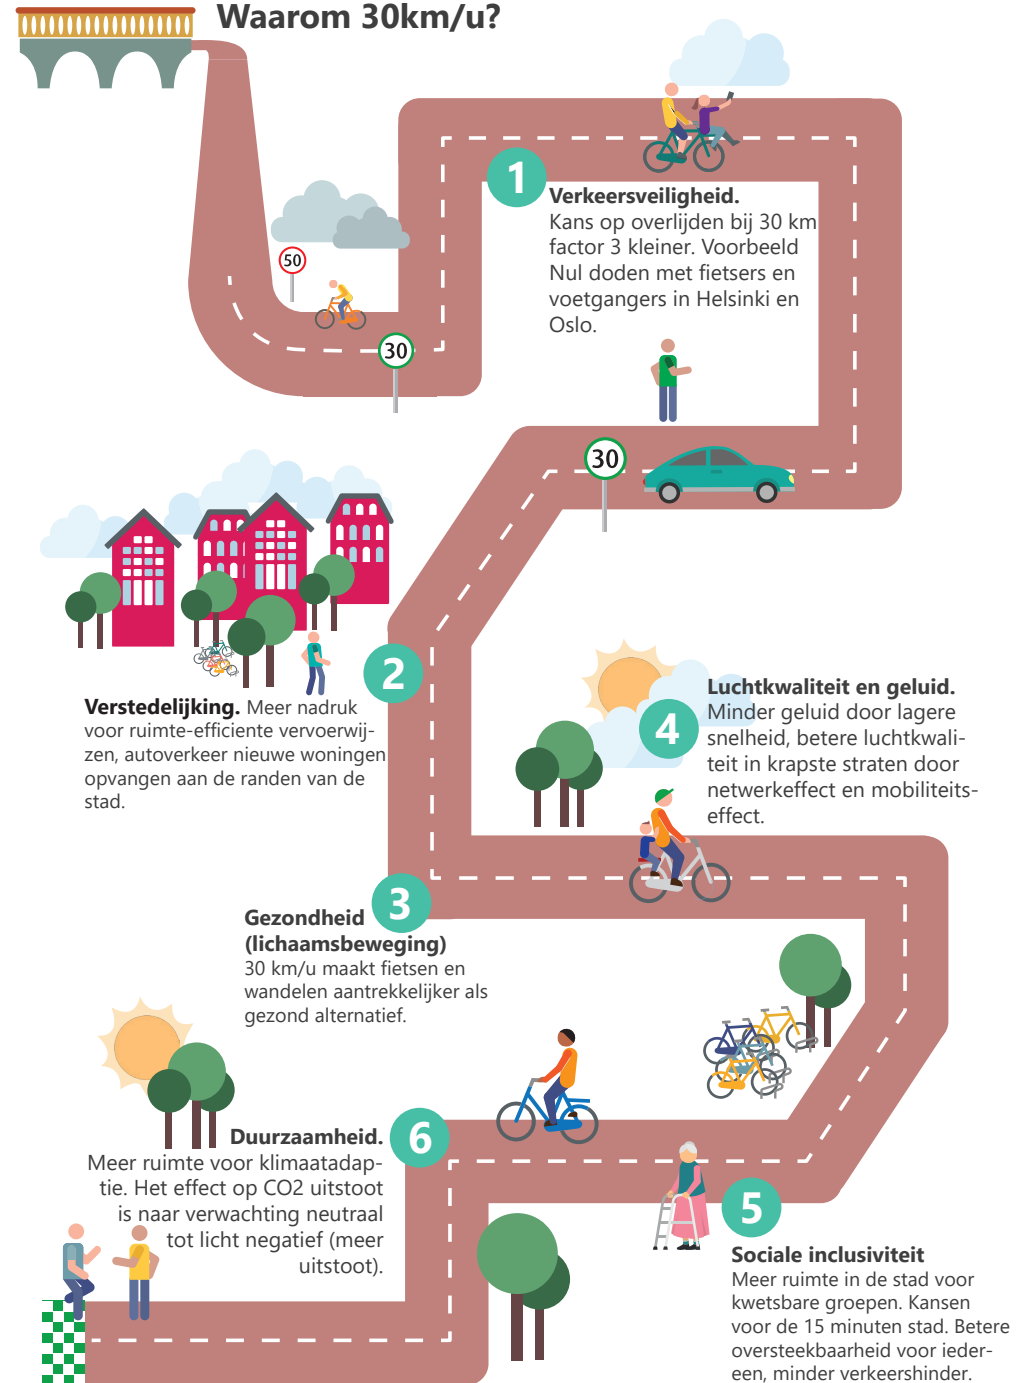 Waarom 30km/u?
1
Verkeersveiligheid.
Kans op overlijden bij 30 km
factor 3 kleiner. Voorbeeld
Nul doden met fietsers en
voetgangers in Helsinki en
Oslo.
50
30
30
2
Verstedelijking. Meer nadruk
voor ruimte-efficiente vervoerwij-
zen, autoverkeer nieuwe woningen
opvangen aan de randen van de
stad.
3
Gezondheid
(lichaamsbeweging)
30 km/u maakt fietsen en
wandelen aantrekkelijker als
gezond alternatief.
4
Luchtkwaliteit en geluid.
Minder geluid door lagere
snelheid, betere luchtkwali-
teit in krapste straten door
netwerkeffect en mobiliteits-
effect.
5
Sociale inclusiviteit
Meer ruimte in de stad voor
kwetsbare groepen. Kansen
voor de 15 minuten stad. Betere
oversteekbaarheid voor ieder-
een, minder verkeershinder.
6
Duurzaamheid.
Meer ruimte voor klimaatadap-
tie. Het effect op CO2 uitstoot
is naar verwachting neutraal
tot licht negatief (meer
uitstoot).